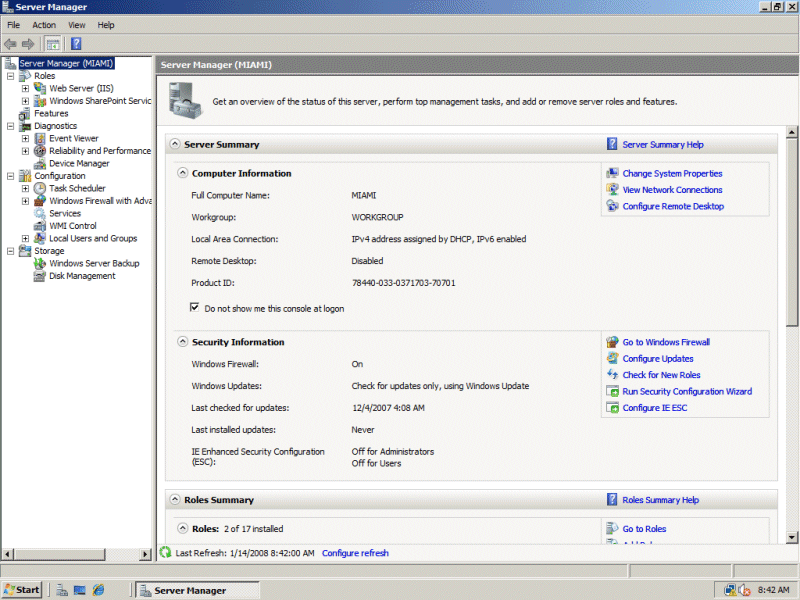 Server Manager
File Action View Help
Server Manager (MIAMI)
Roles
Web Server (IIS)
Windows SharePoint Servic
Features
Diagnostics
Event Viewer
Reliability and Performance
Device Manager
Configuration
Task Scheduler
Windows Firewall with Adva
Services
WMI Control
Local Users and Groups
Storage
Windows Server Backup
Disk Management
Server Manager (MIAMI)
Get an overview of the status of this server, perform top management tasks, and add or remove server roles and features.
Server Summary
Server Summary Help
Computer Information
Full Computer Name: MIAMI
Workgroup: WORKGROUP
Local Area Connection: IPv4 address assigned by DHCP, IPv6 enabled
Remote Desktop: Disabled
Product ID: 78440-033-0371703-70701
Do not show me this console at logon
Change System Properties
View Network Connections
Configure Remote Desktop
Security Information
Windows Firewall: On
Windows Updates: Check for updates only, using Windows Update
Last checked for updates: 12/4/2007 4:08 AM
Last installed updates: Never
IE Enhanced Security Configuration Off for Administrators
(ESC): Off for Users
Go to Windows Firewall
Configure Updates
Check for New Roles
Run Security Configuration Wizard
Configure IE ESC
Roles Summary
Roles Summary Help
Roles: 2 of 17 installed
Go to Roles
Last Refresh: 1/14/2008 8:42:00 AM Configure refresh
Start
Server Manager
8:42 AM